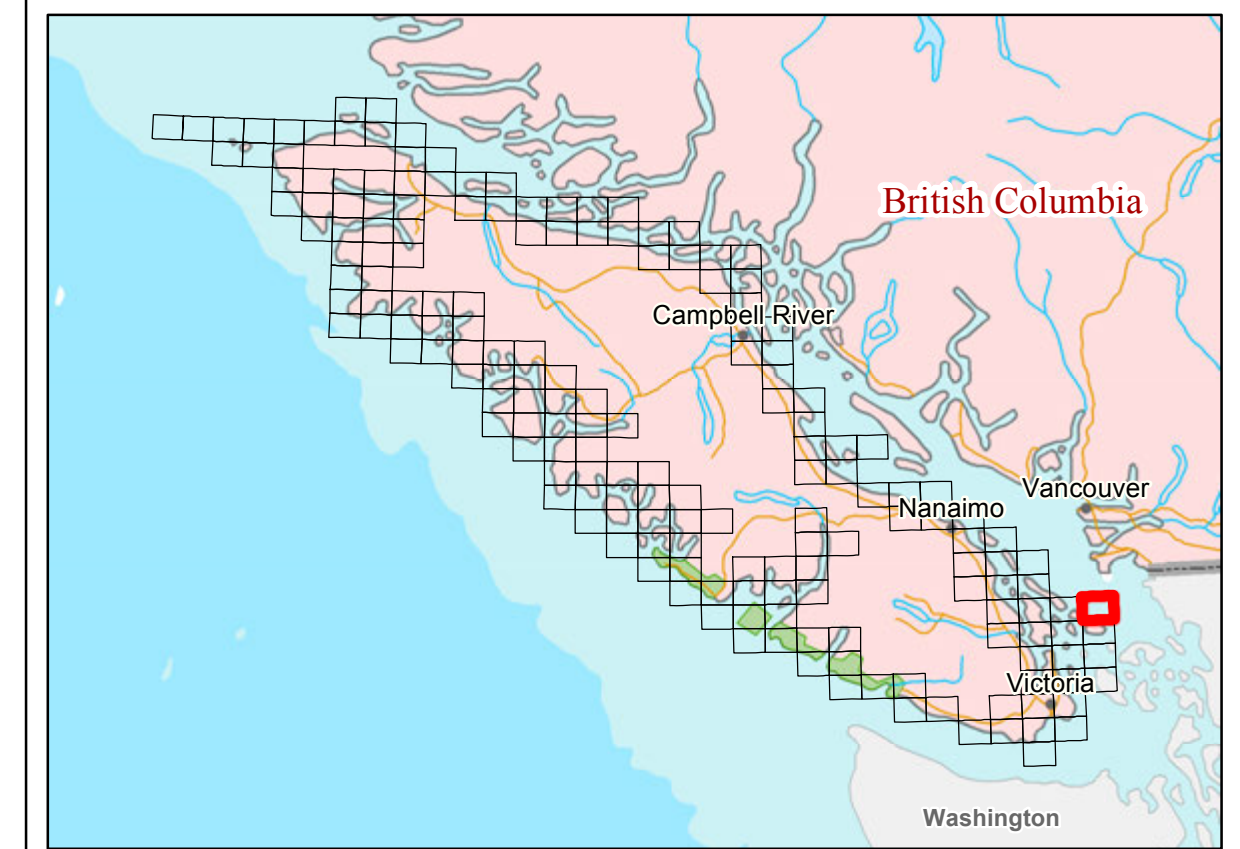 British Columbia
Campbell-River
Vancouver
Nanaimo
Victoria
Washington